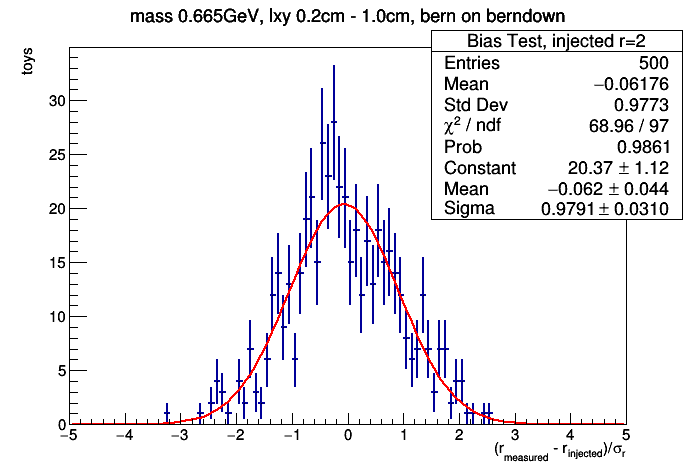 mass 0.665GeV, lxy 0.2cm - 1.0cm, bern on berndown
Bias Test, injected r=2
Entries 500
Mean −0.06176
Std Dev 0.9773
χ² / ndf 68.96 / 97
Prob 0.9861
Constant 20.37 ± 1.12
Mean −0.062 ± 0.044
Sigma 0.9791 ± 0.0310
toys
30
25
20
15
10
5
0
−5 −4 −3 −2 −1 0 1 2 3 4 5
(r_measured - r_injected)/σ_r